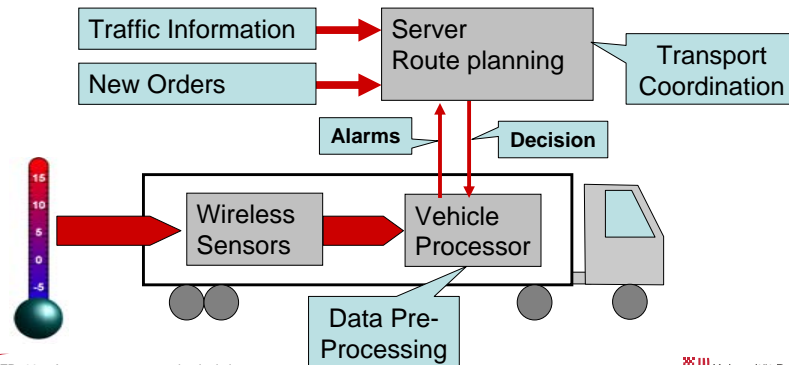 Traffic Information
Server
Route planning
New Orders
Transport
Coordination
Alarms
Decision
15
10
5
0
-5
Wireless
Sensors
Vehicle
Processor
Data Pre-
Processing